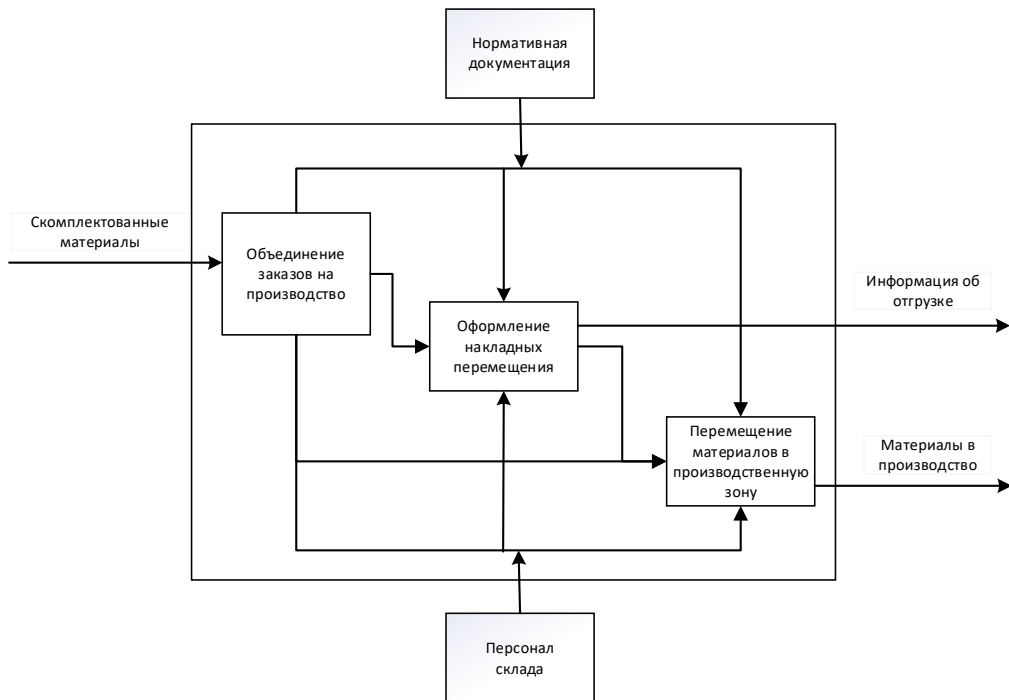 Нормативная
документация
Скомплектованные
материалы
Объединение
заказов на
производство
Информация об
отгрузке
Оформление
накладных
перемещения
Перемещение
материалов в
производственную
зону
Материалы в
производство
Персонал
склада